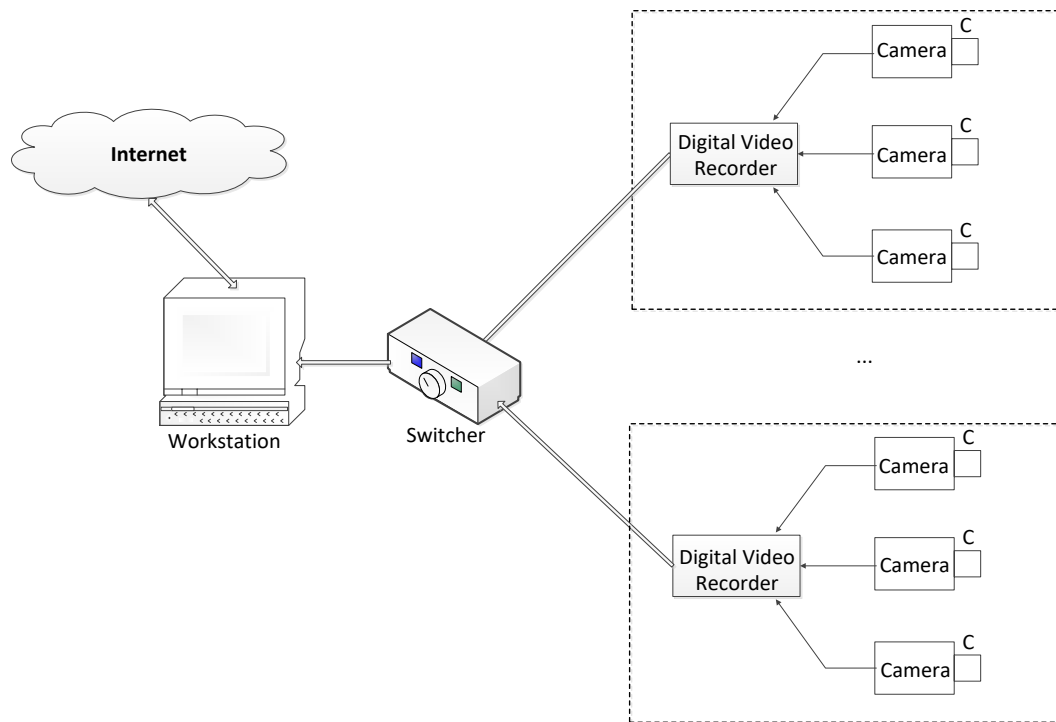 C
Camera
Internet
Digital Video
Recorder
C
Camera
C
Camera
...
Workstation
Switcher
C
Camera
Digital Video
Recorder
C
Camera
C
Camera